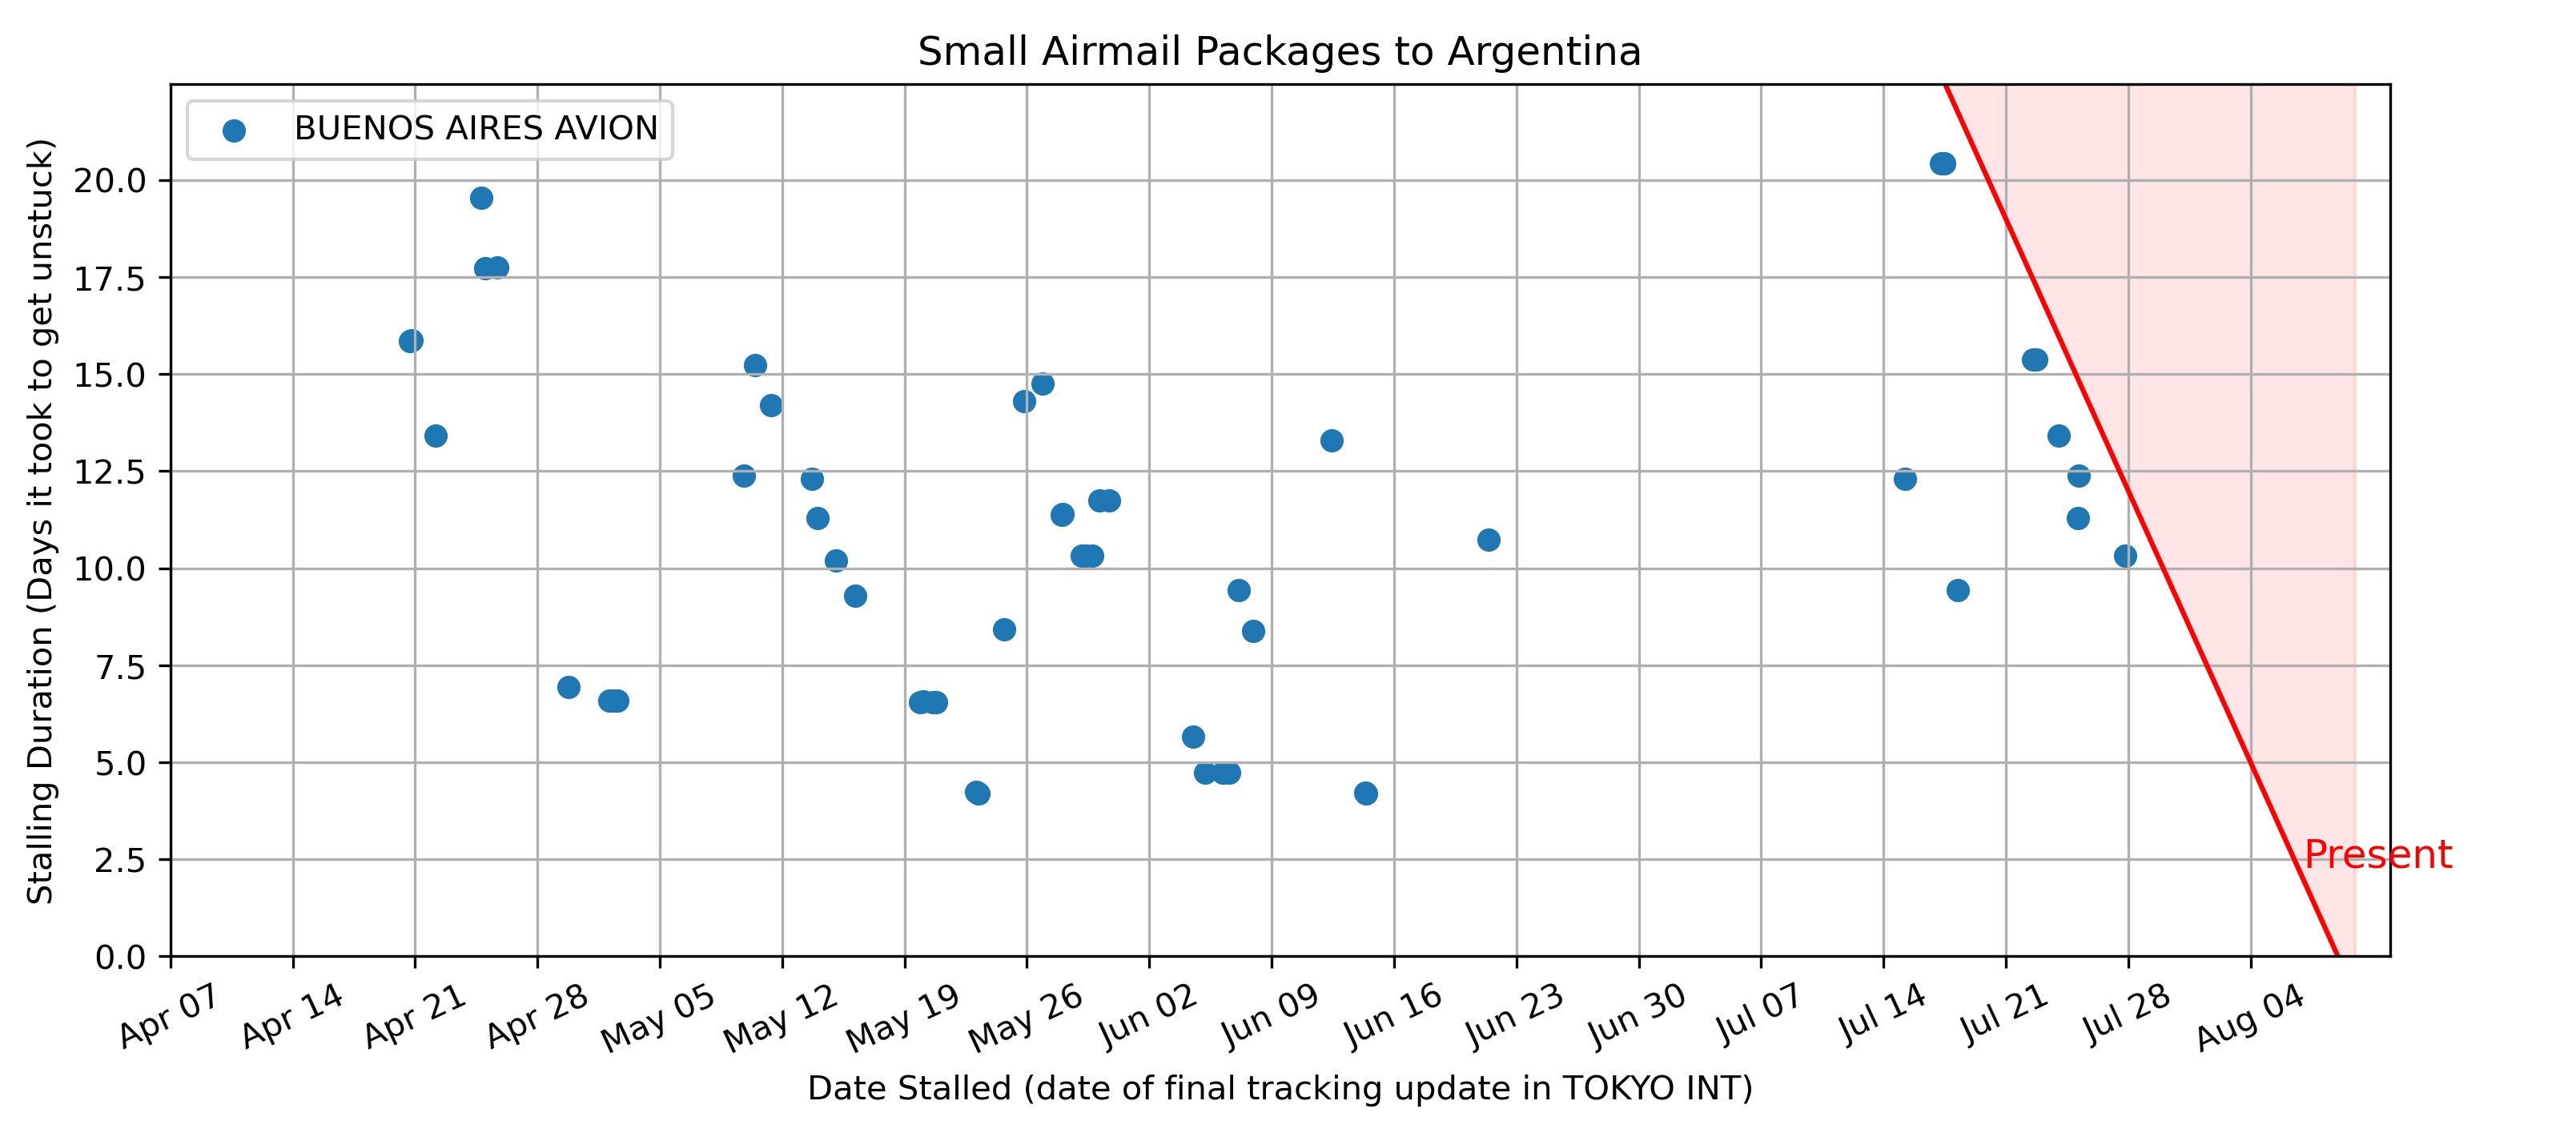 Small Airmail Packages to Argentina
BUENOS AIRES AVION
Stalling Duration (Days it took to get unstuck)
20.0
17.5
15.0
12.5
10.0
7.5
5.0
2.5
0.0
Present
Apr 07
Apr 14
Apr 21
Apr 28
May 05
May 12
May 19
May 26
Jun 02
Jun 09
Jun 16
Jun 23
Jun 30
Jul 07
Jul 14
Jul 21
Jul 28
Aug 04
Date Stalled (date of final tracking update in TOKYO INT)